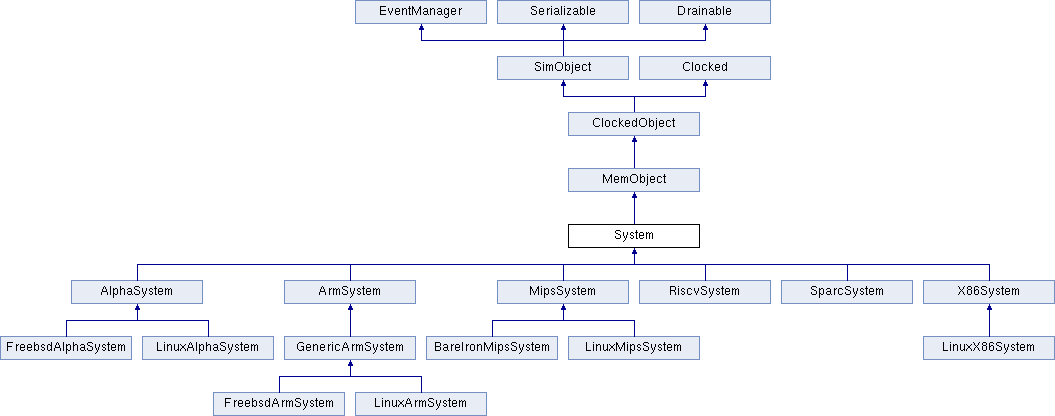 EventManager
Serializable
Drainable
SimObject
Clocked
ClockedObject
MemObject
System
AlphaSystem
ArmSystem
MipsSystem
RiscvSystem
SparcSystem
X86System
FreebsdAlphaSystem
LinuxAlphaSystem
GenericArmSystem
BareIronMipsSystem
LinuxMipsSystem
LinuxX86System
FreebsdArmSystem
LinuxArmSystem